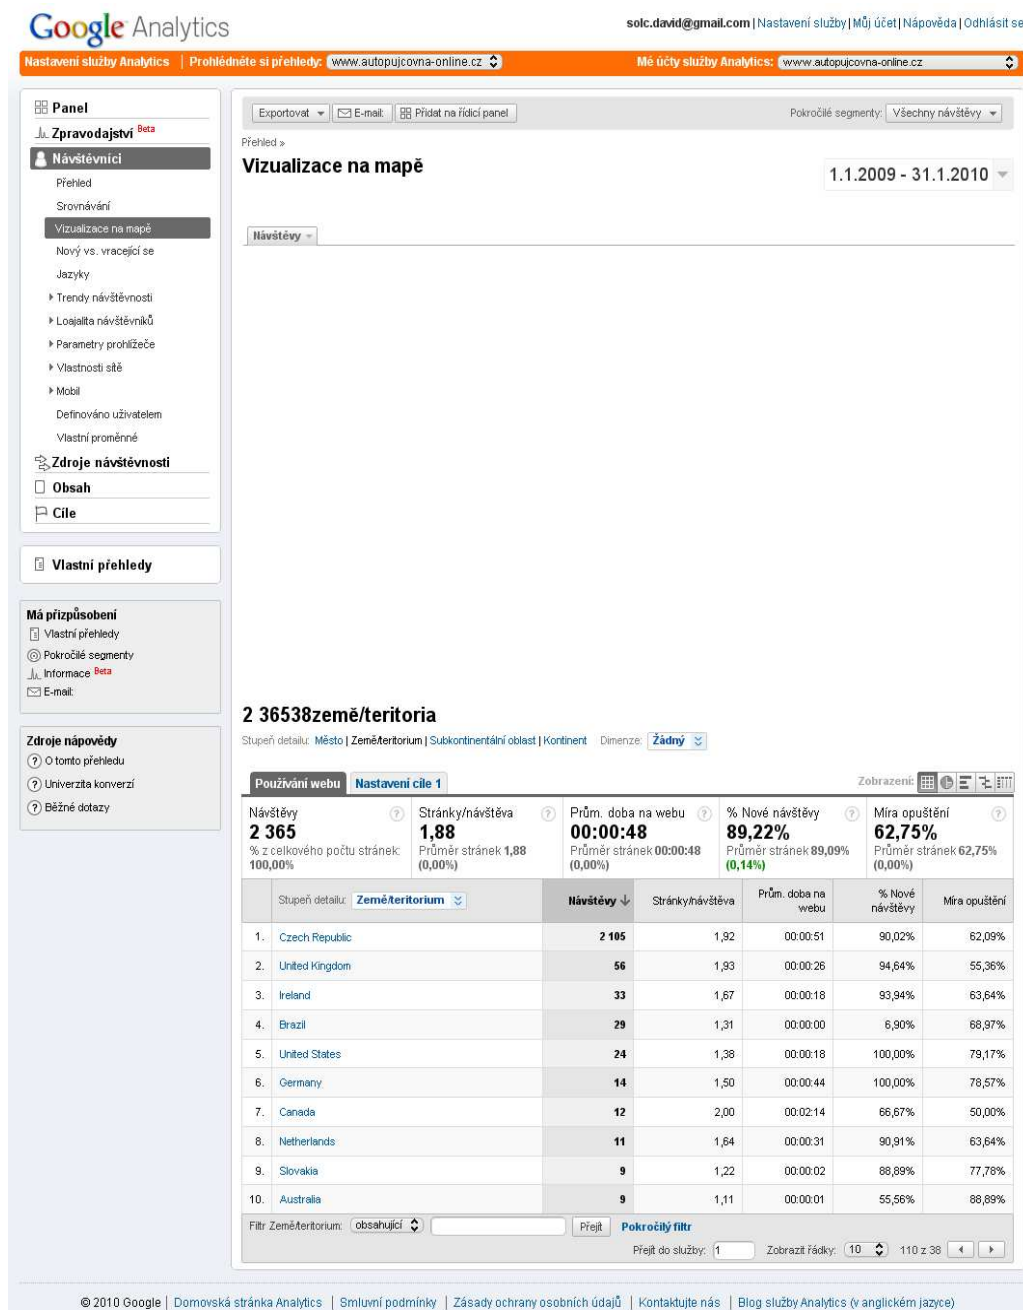 Google Analytics
solc.david@gmail.com | Nastavení služby | Můj účet | Nápověda | Odhlásit se
Nastavení služby Analytics | Prohlédněte si přehledy: www.autopujcovna-online.cz
Mé účty služby Analytics: www.autopujcovna-online.cz
Panel
Zpravodajství Beta
Návštěvníci
Přehled
Srovnávání
Vizualizace na mapě
Nový vs. vracející se
Jazyky
Trendy návštěvnosti
Loajalita návštěvníků
Parametry prohlížeče
Vlastnosti sítě
Mobil
Definováno uživatelem
Vlastní proměnné
Zdroje návštěvnosti
Obsah
Cíle
Vlastní přehledy
Má přizpůsobení
Vlastní přehledy
Pokročilé segmenty
Informace Beta
E-mail:
Zdroje nápovědy
O tomto přehledu
Univerzita konverzí
Běžné dotazy
Exportovat E-mail: Přidat na řídicí panel
Pokročilé segmenty: Všechny návštěvy
Přehled »
Vizualizace na mapě
1.1.2009 - 31.1.2010
Návštěvy
2 36538země/teritoria
Stupeň detailu: Město | Země/teritorium | Subkontinentální oblast | Kontinent Dimenze: Žádný
Používání webu Nastavení cíle 1
Zobrazení:
Návštěvy ?
2 365
% z celkového počtu stránek:
100,00%
Stránky/návštěva ?
1,88
Průměr stránek 1,88
(0,00%)
Prům. doba na webu ?
00:00:48
Průměr stránek 00:00:48
(0,00%)
% Nové návštěvy ?
89,22%
Průměr stránek 89,09%
(0,14%)
Míra opuštění ?
62,75%
Průměr stránek 62,75%
(0,00%)
Stupeň detailu: Země/teritorium Návštěvy Stránky/návštěva Prům. doba na webu % Nové návštěvy Míra opuštění
1. Czech Republic 2 105 1,92 00:00:51 90,02% 62,09%
2. United Kingdom 56 1,93 00:00:26 94,64% 55,36%
3. Ireland 33 1,67 00:00:18 93,94% 63,64%
4. Brazil 29 1,31 00:00:00 6,90% 68,97%
5. United States 24 1,38 00:00:18 100,00% 79,17%
6. Germany 14 1,50 00:00:44 100,00% 78,57%
7. Canada 12 2,00 00:02:14 66,67% 50,00%
8. Netherlands 11 1,64 00:00:31 90,91% 63,64%
9. Slovakia 9 1,22 00:00:02 88,89% 77,78%
10. Australia 9 1,11 00:00:01 55,56% 88,89%
Filtr Země/teritorium: obsahující Přejít Pokročilý filtr
Přejít do služby: 1 Zobrazit řádky: 10 110 z 38
© 2010 Google | Domovská stránka Analytics | Smluvní podmínky | Zásady ochrany osobních údajů | Kontaktujte nás | Blog služby Analytics (v anglickém jazyce)